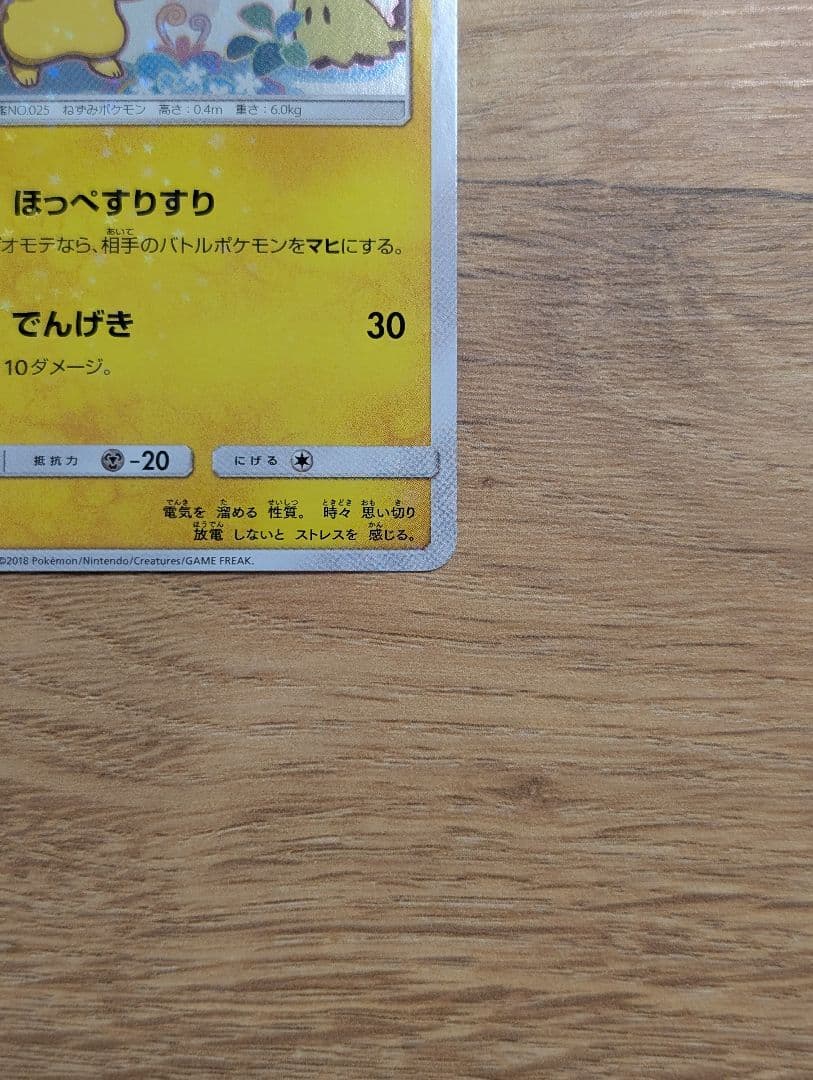 NO.025 ねずみポケモン 高さ:0.4m 重さ:6.0kg
ほっぺすりすり
オモテなら、相手のバトルポケモンをマヒにする。
でんげき 30
10ダメージ。
抵抗力 -20 にげる
電気を 溜める 性質。 時々 思い切り
放電 しないと ストレスを 感じる。
©2018 Pokémon/Nintendo/Creatures/GAME FREAK.